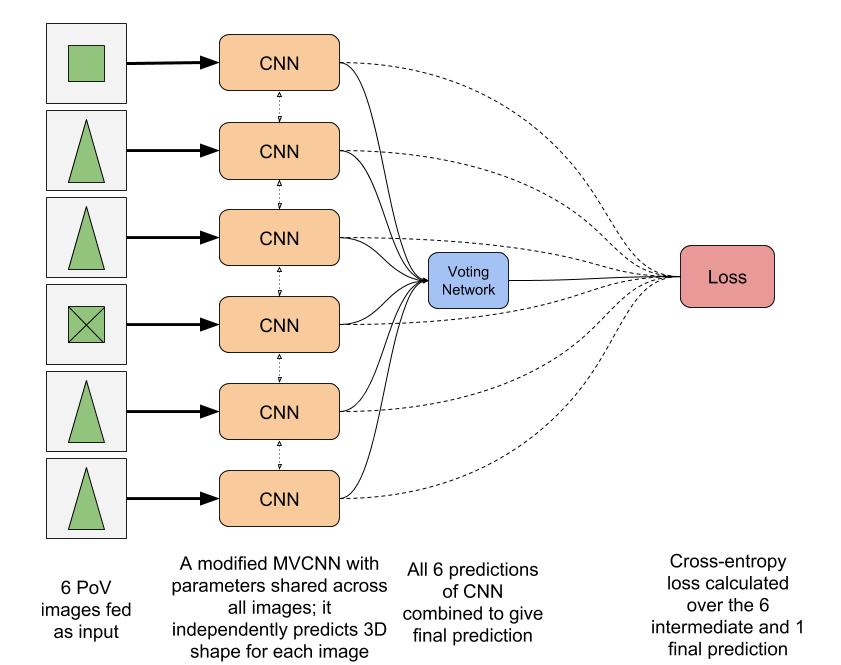 CNN
CNN
CNN
CNN
CNN
CNN
Voting
Network
Loss
6 PoV
images fed
as input
A modified MVCNN with
parameters shared across
all images; it
independently predicts 3D
shape for each image
All 6 predictions
of CNN
combined to give
final prediction
Cross-entropy
loss calculated
over the 6
intermediate and 1
final prediction